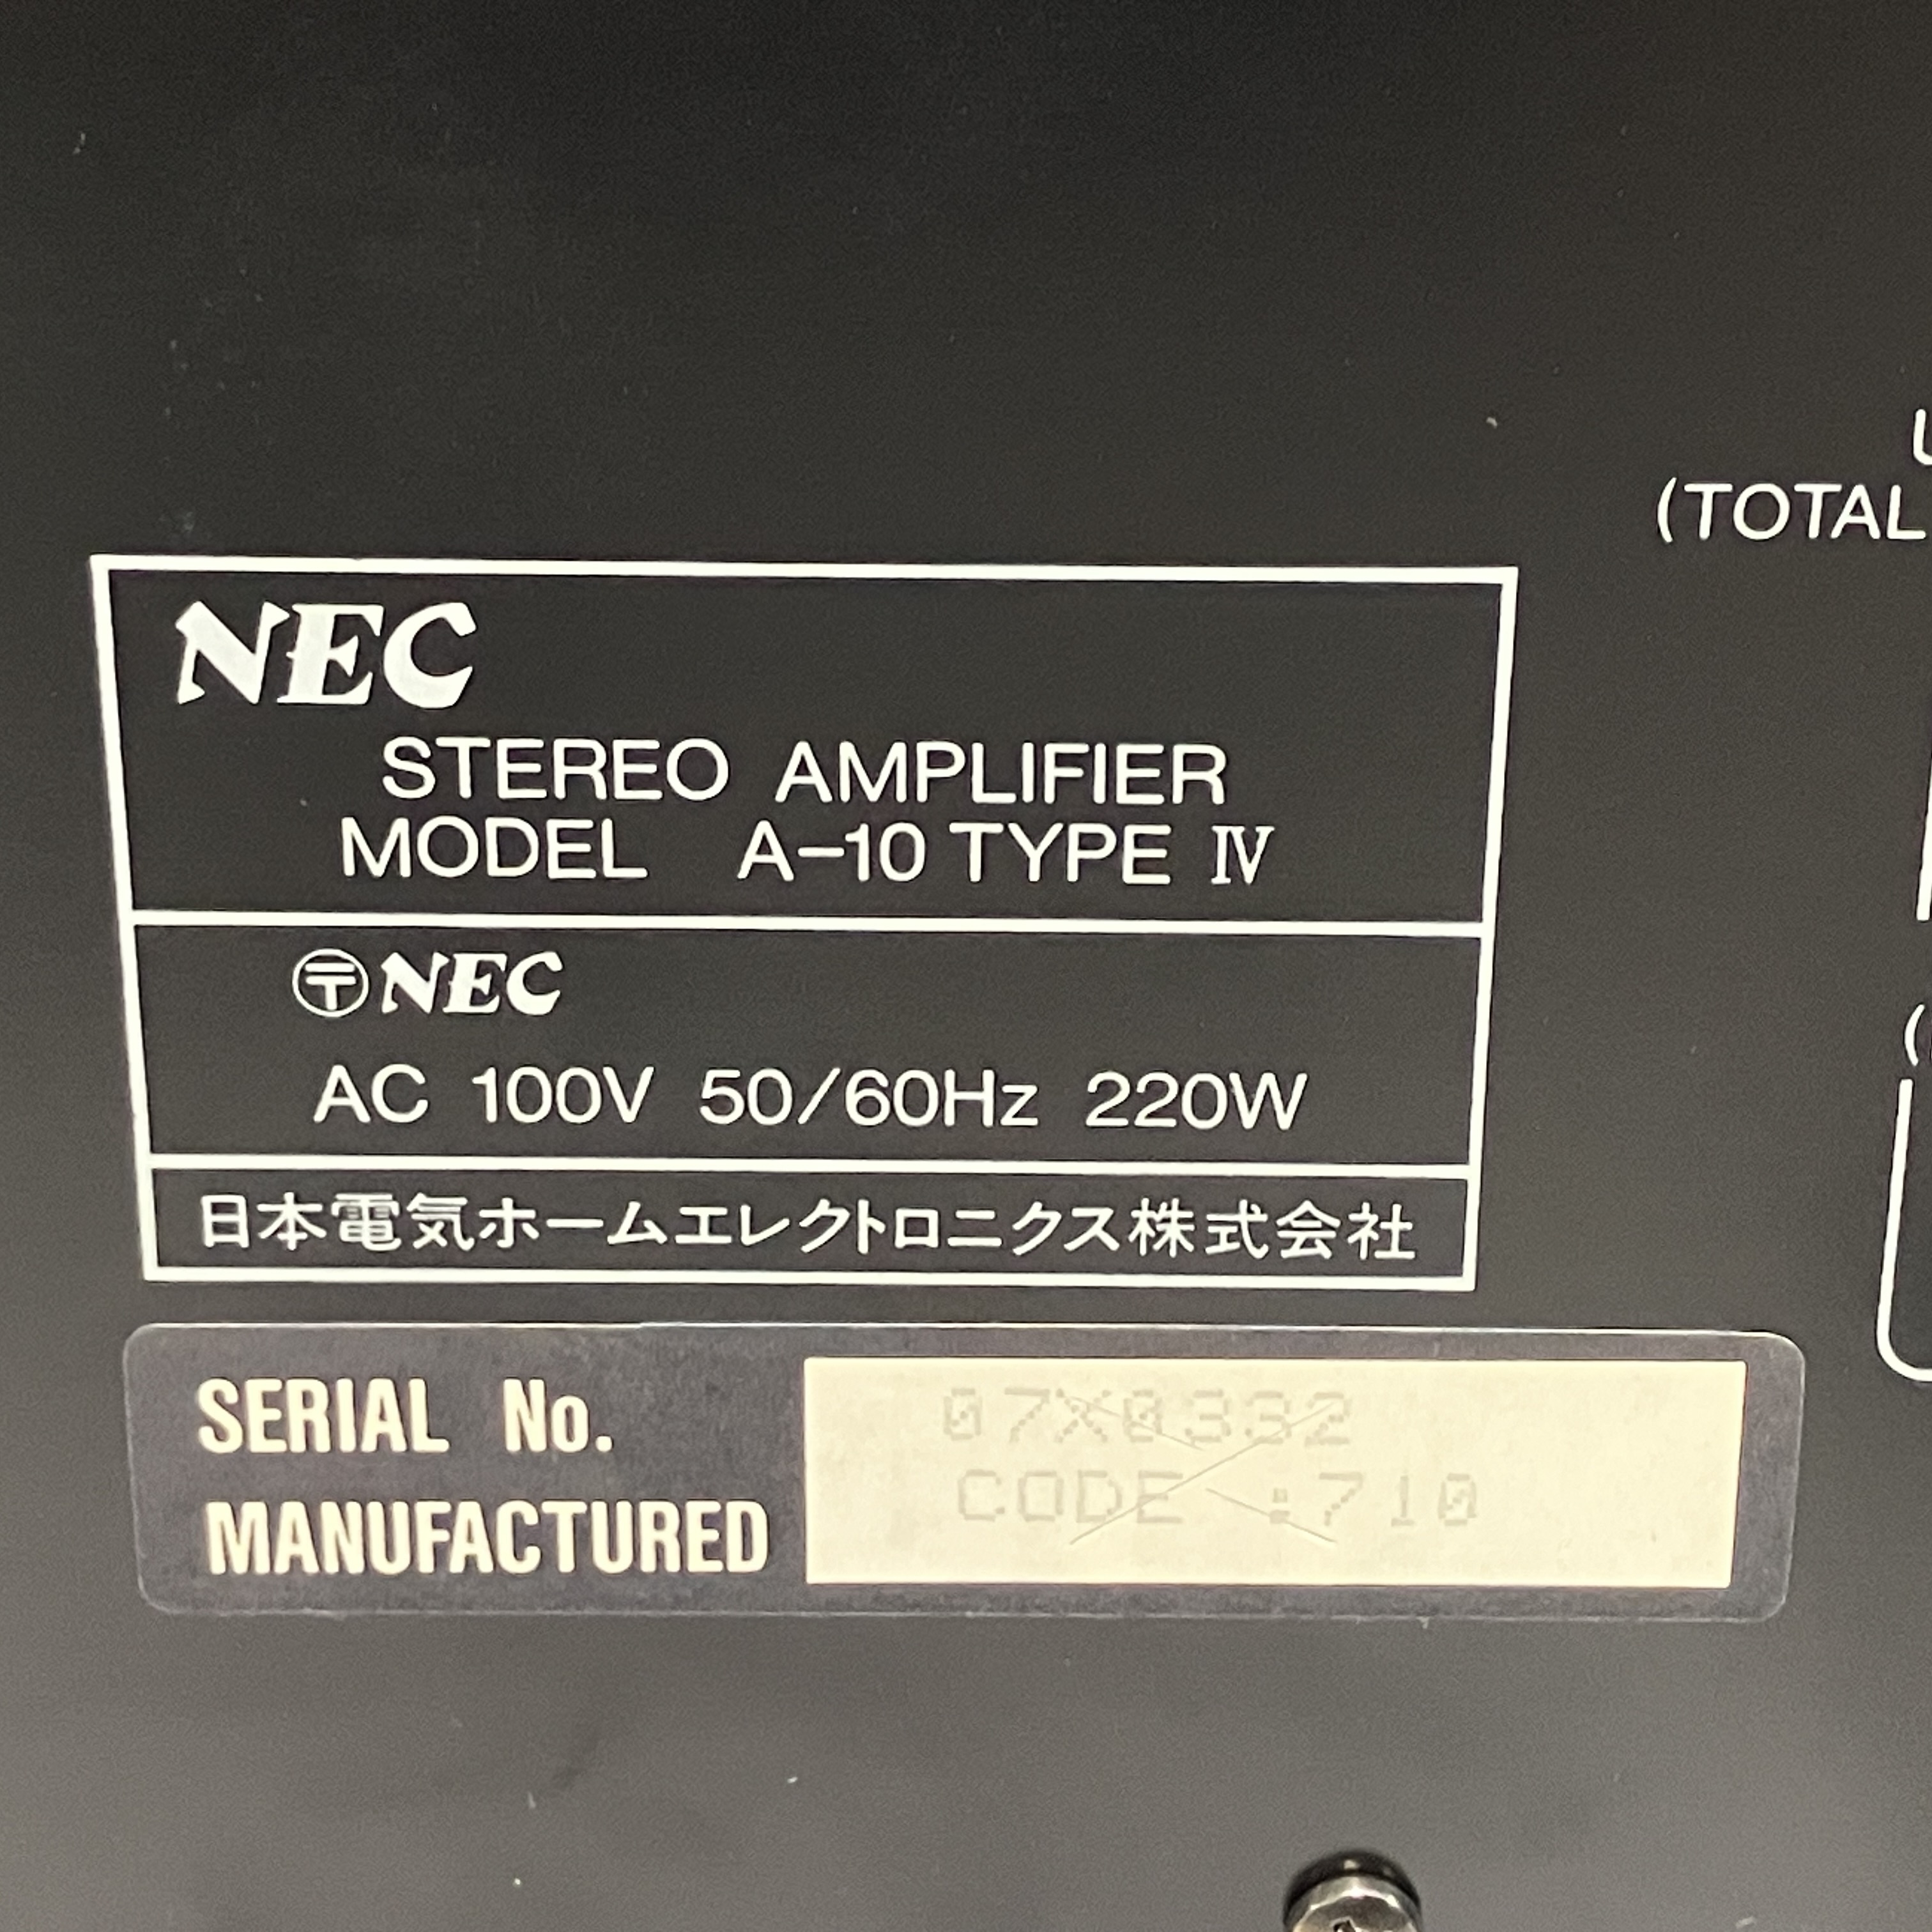 (TOTAL
NEC
STEREO AMPLIFIER
MODEL A-10 TYPE Ⅳ
〶NEC
AC 100V 50/60Hz 220W
日本電気ホームエレクトロニクス株式会社
SERIAL No.
MANUFACTURED
07X0332
CODE :710